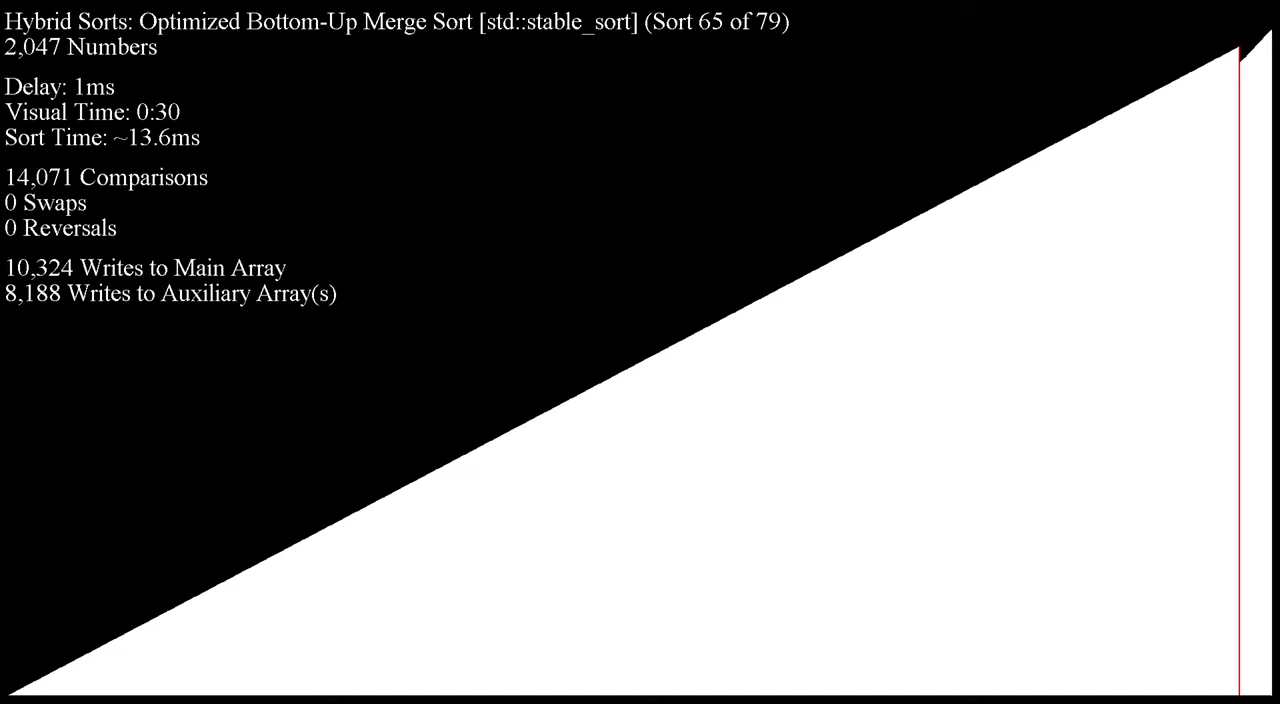 Hybrid Sorts: Optimized Bottom-Up Merge Sort [std::stable_sort] (Sort 65 of 79)
2,047 Numbers
Delay: 1ms
Visual Time: 0:30
Sort Time: ~13.6ms
14,071 Comparisons
0 Swaps
0 Reversals
10,324 Writes to Main Array
8,188 Writes to Auxiliary Array(s)